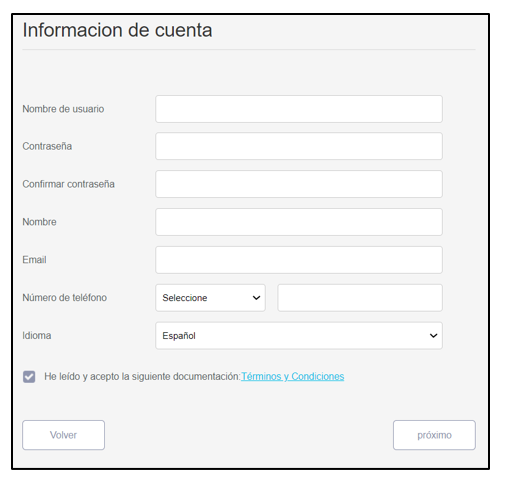 Informacion de cuenta
Nombre de usuario
Contraseña
Confirmar contraseña
Nombre
Email
Número de teléfono Seleccione
Idioma Español
He leído y acepto la siguiente documentación:Términos y Condiciones
Volver próximo